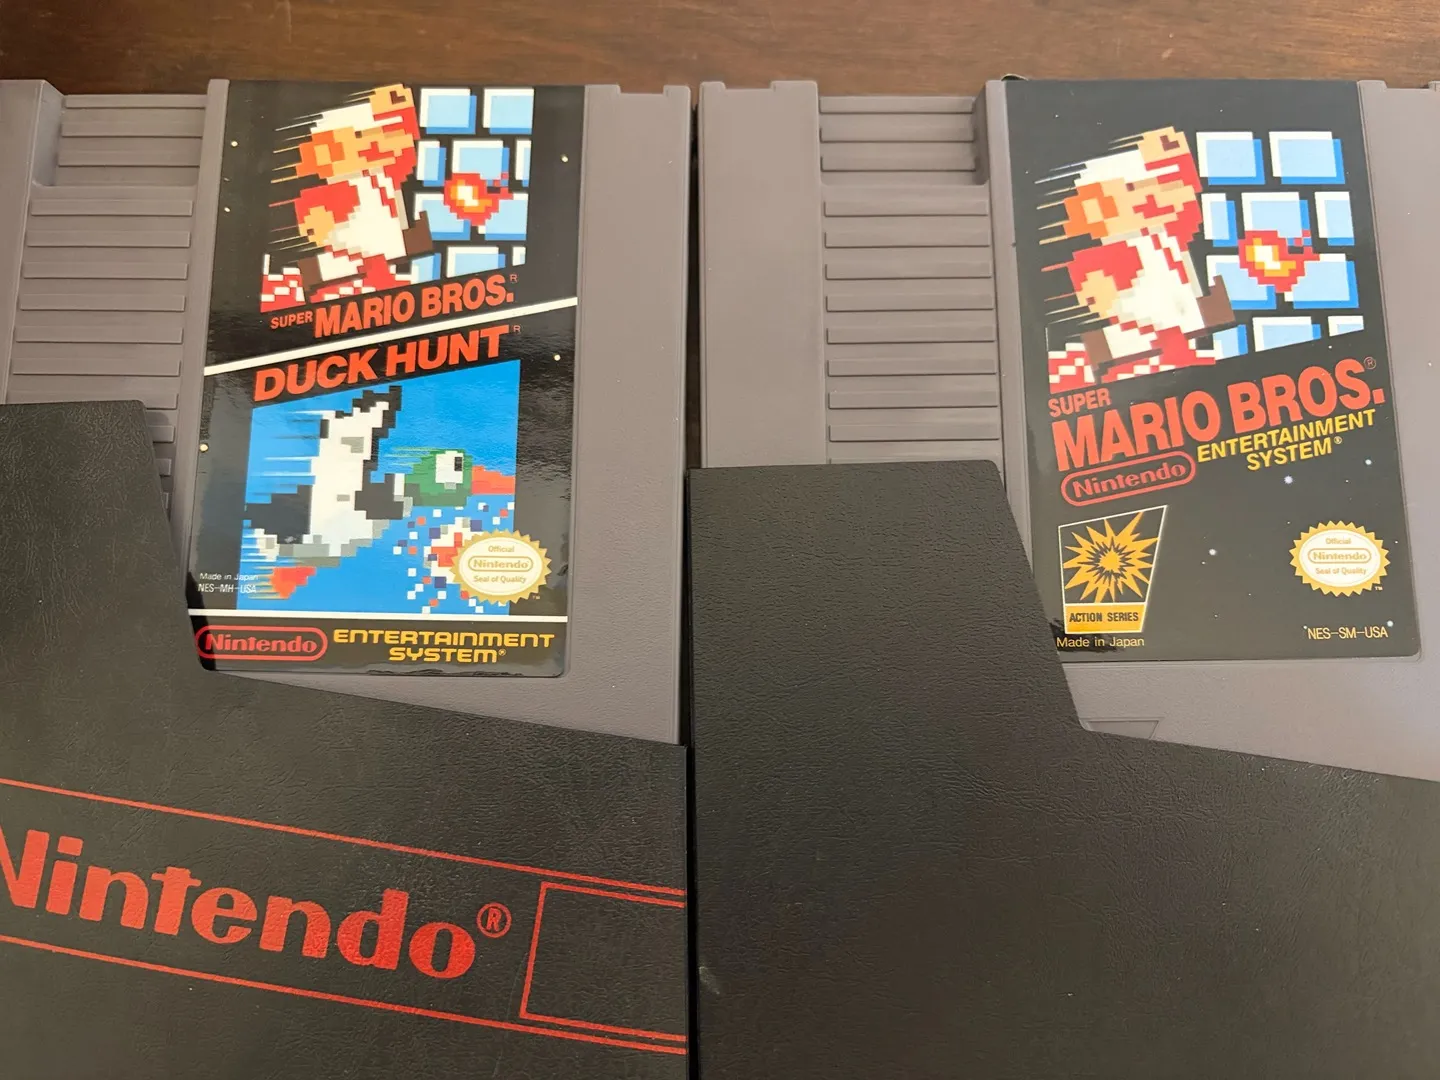 SUPER MARIO BROS.®
DUCK HUNT®
Official
Nintendo
Seal of Quality
™
Made in Japan
NES-MH-USA
Nintendo
ENTERTAINMENT
SYSTEM®
Nintendo®
SUPER
MARIO BROS.®
ENTERTAINMENT
SYSTEM®
Nintendo
Official
Nintendo
Seal of Quality
™
ACTION SERIES
Made in Japan
NES-SM-USA